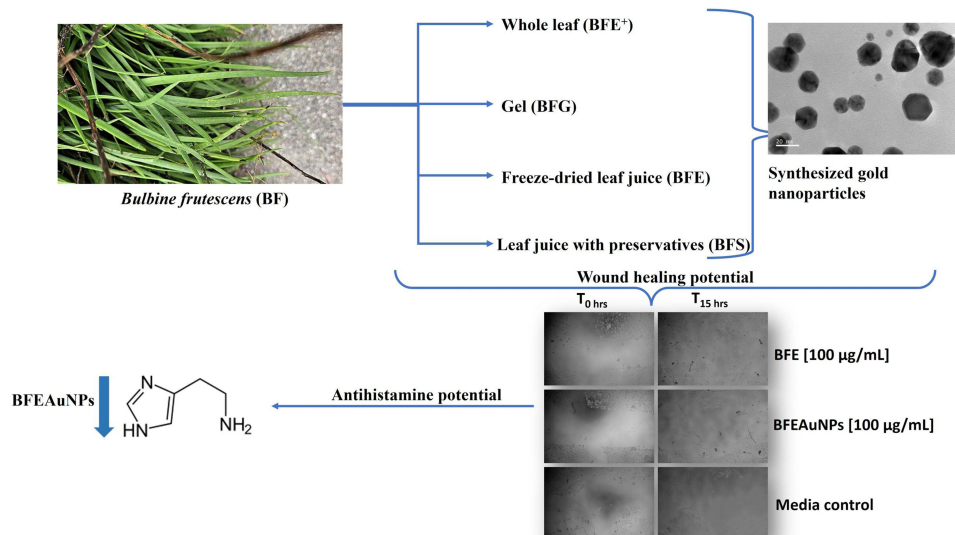 Whole leaf (BFE⁺)
Gel (BFG)
Freeze-dried leaf juice (BFE)
Leaf juice with preservatives (BFS)
Bulbine frutescens (BF)
20 nm
Synthesized gold
nanoparticles
Wound healing potential
T0 hrs
T15 hrs
BFE [100 µg/mL]
BFEAuNPs [100 µg/mL]
Media control
Antihistamine potential
BFEAuNPs
N
HN
NH₂